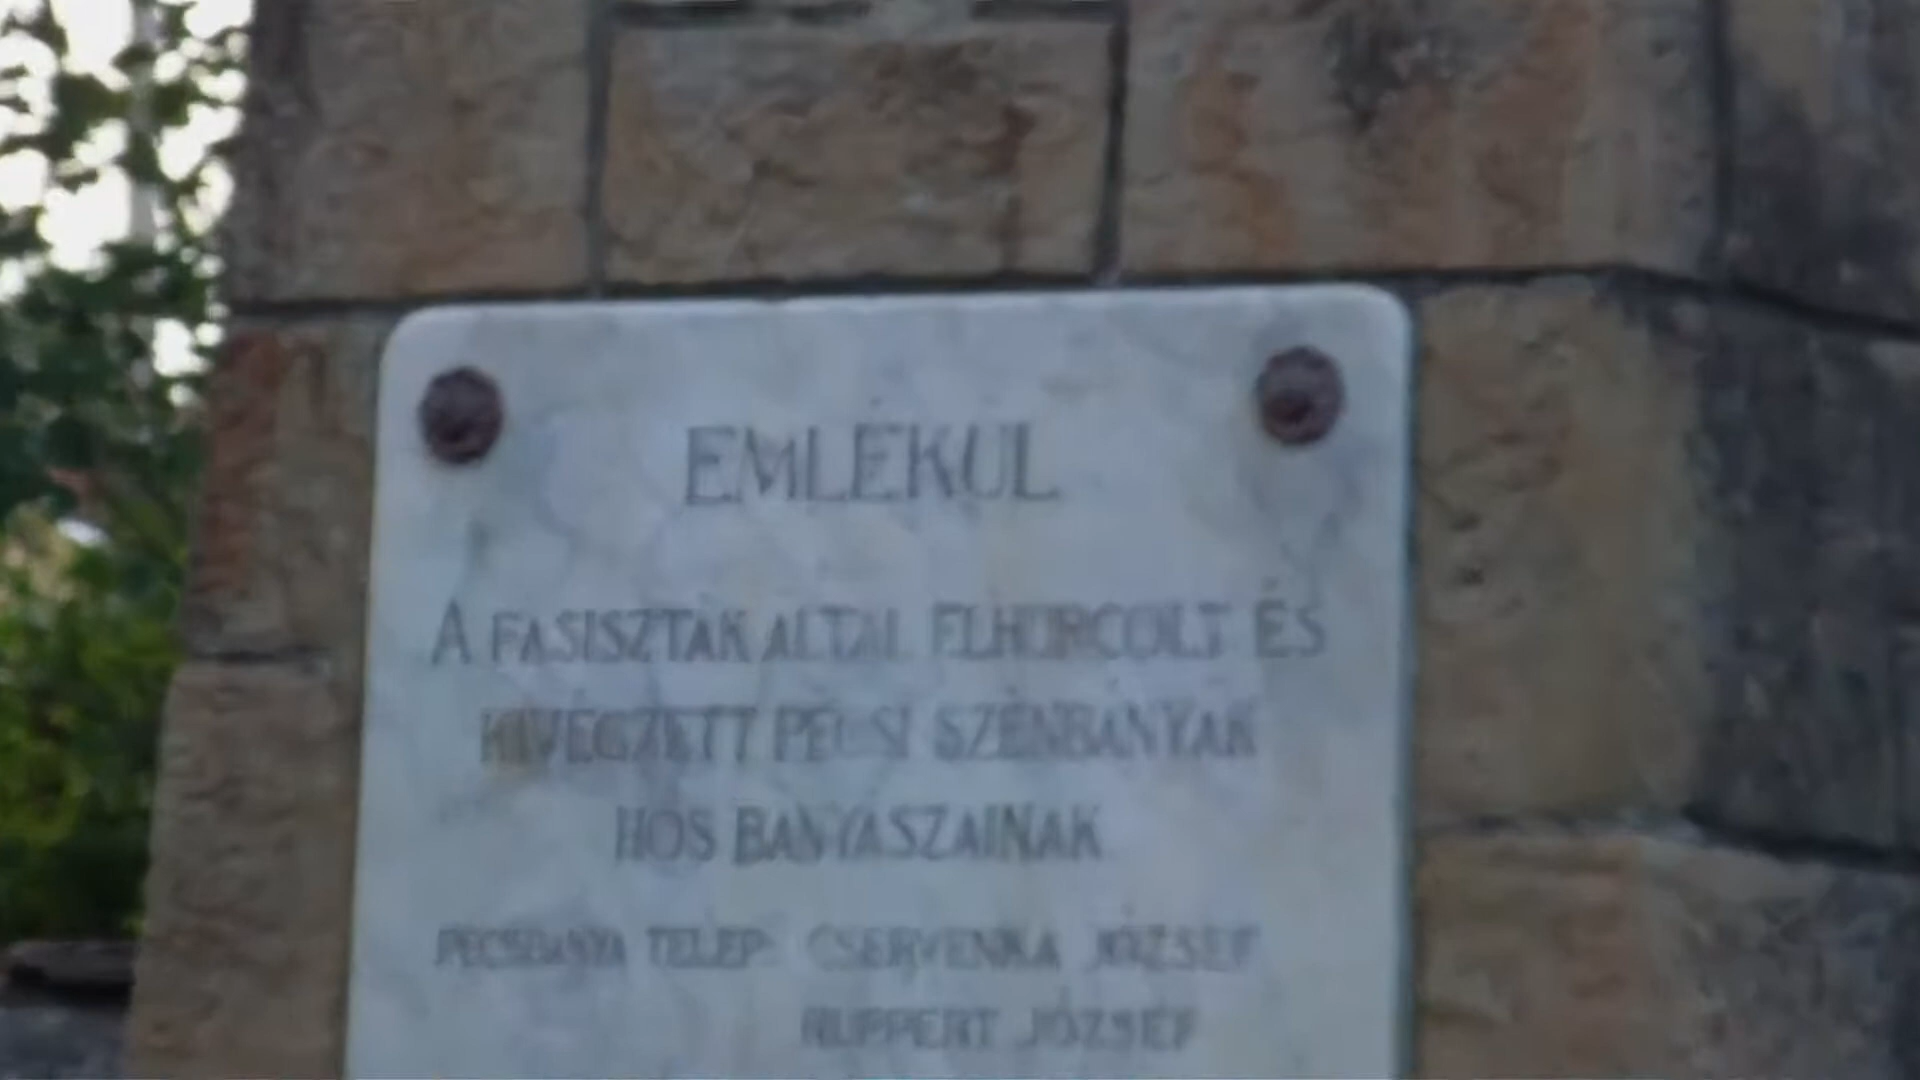 EMLÉKÜL
A FASISZTÁK ÁLTAL ELHURCOLT ÉS
KIVÉGZETT PÉCSI SZÉNBÁNYÁK
HŐS BÁNYÁSZAINAK
PÉCSBÁNYA TELEP: CSERVENKA JÓZSEF
RUPPERT JÓZSEF